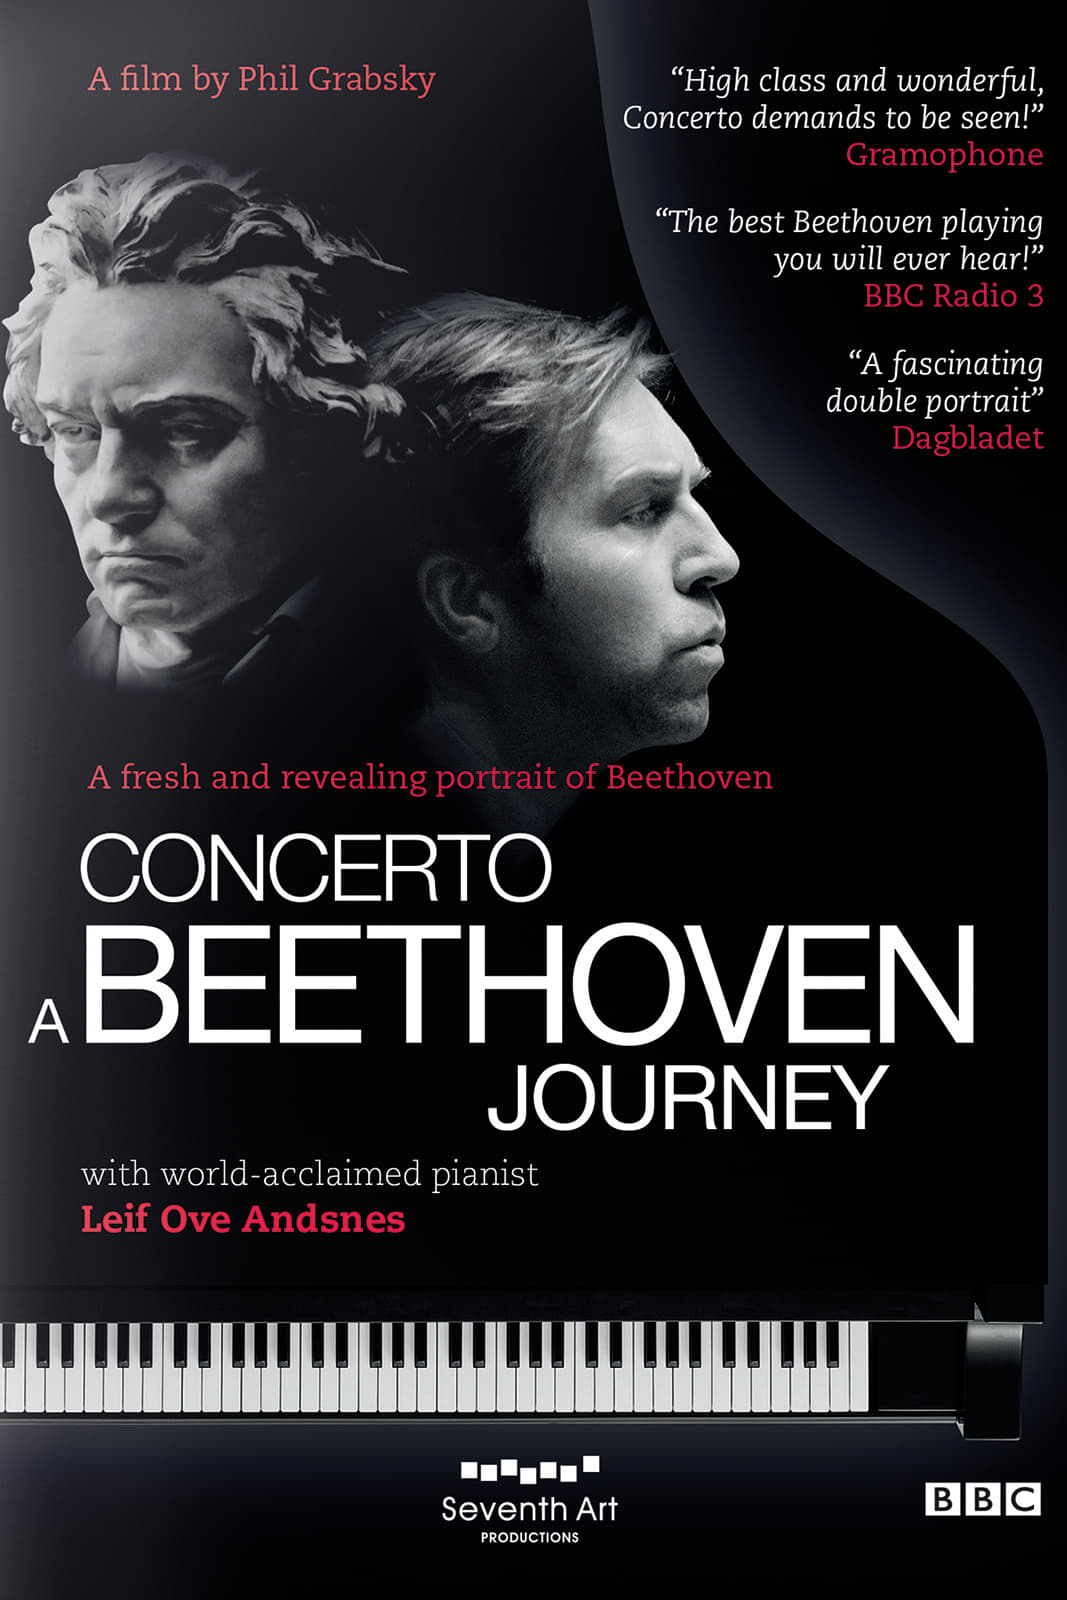 A film by Phil Grabsky
“High class and wonderful,
Concerto demands to be seen!”
Gramophone
“The best Beethoven playing
you will ever hear!”
BBC Radio 3
“A fascinating
double portrait”
Dagbladet
A fresh and revealing portrait of Beethoven
CONCERTO
A BEETHOVEN
JOURNEY
with world-acclaimed pianist
Leif Ove Andsnes
Seventh Art
PRODUCTIONS
BBC